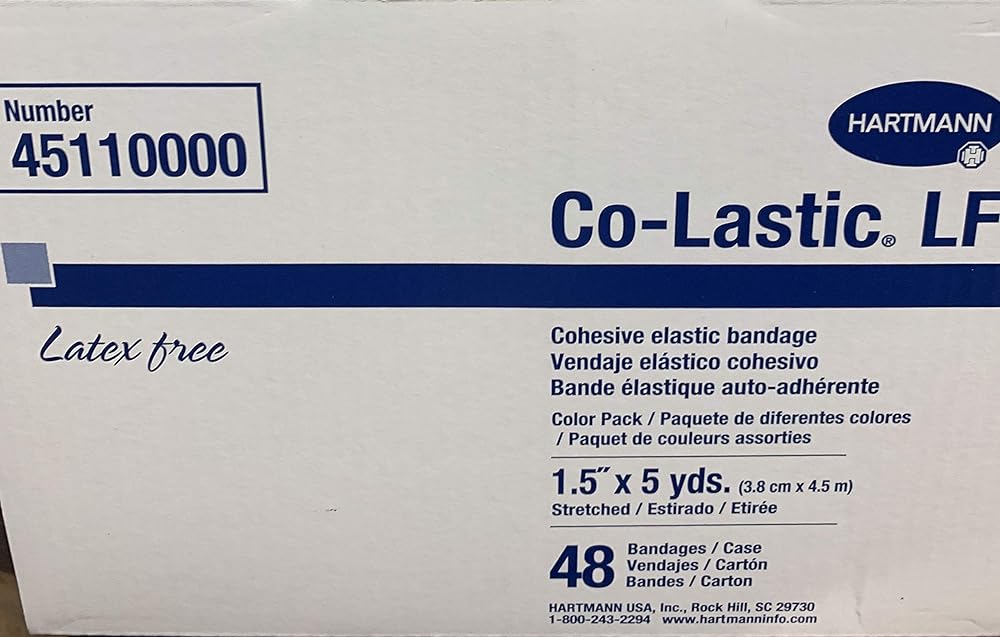 Number
45110000
HARTMANN
Co-Lastic® LF
Latex free
Cohesive elastic bandage
Vendaje elástico cohesivo
Bande élastique auto-adhérente
Color Pack / Paquete de diferentes colores
/ Paquet de couleurs assorties
1.5˝ x 5 yds. (3.8 cm x 4.5 m)
Stretched / Estirado / Etirée
48 Bandages / Case
Vendajes / Cartón
Bandes / Carton
HARTMANN USA, Inc., Rock Hill, SC 29730
1-800-243-2294 www.hartmanninfo.com